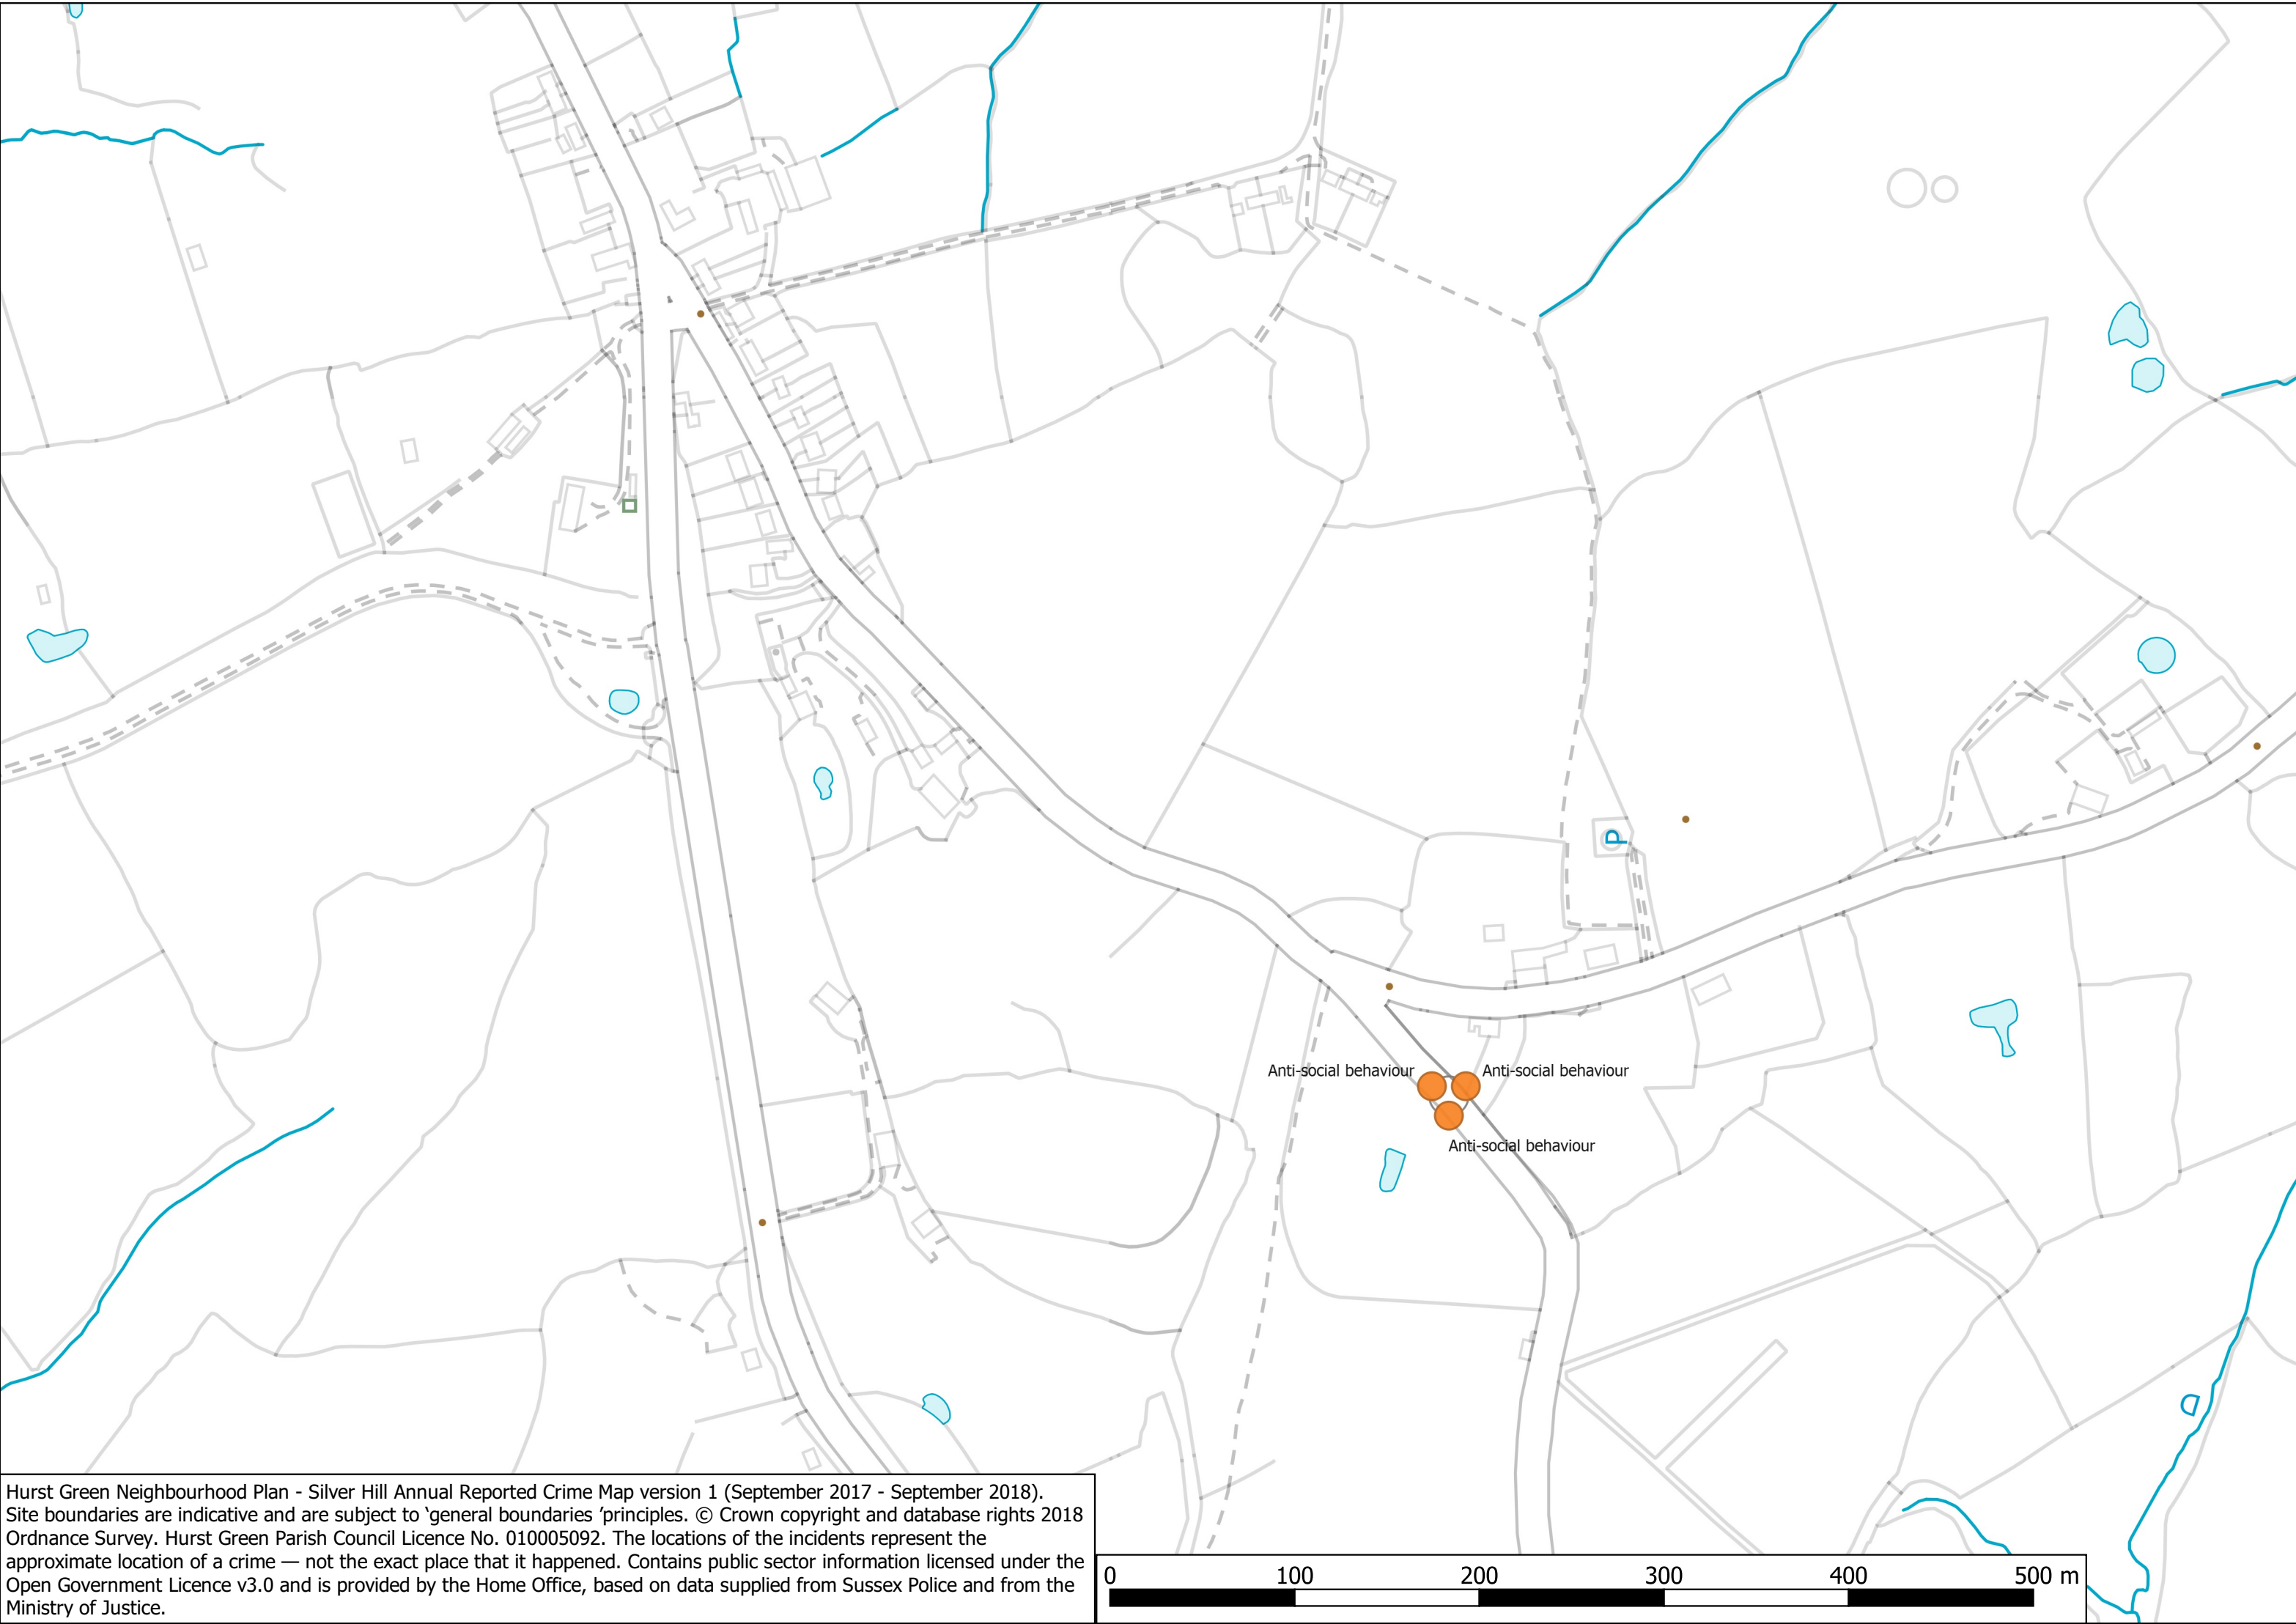 Anti-social behaviour
Anti-social behaviour
Anti-social behaviour
Hurst Green Neighbourhood Plan - Silver Hill Annual Reported Crime Map version 1 (September 2017 - September 2018).
Site boundaries are indicative and are subject to ‘general boundaries ’principles. © Crown copyright and database rights 2018
Ordnance Survey. Hurst Green Parish Council Licence No. 010005092. The locations of the incidents represent the
approximate location of a crime — not the exact place that it happened. Contains public sector information licensed under the
Open Government Licence v3.0 and is provided by the Home Office, based on data supplied from Sussex Police and from the
Ministry of Justice.
0 100 200 300 400 500 m